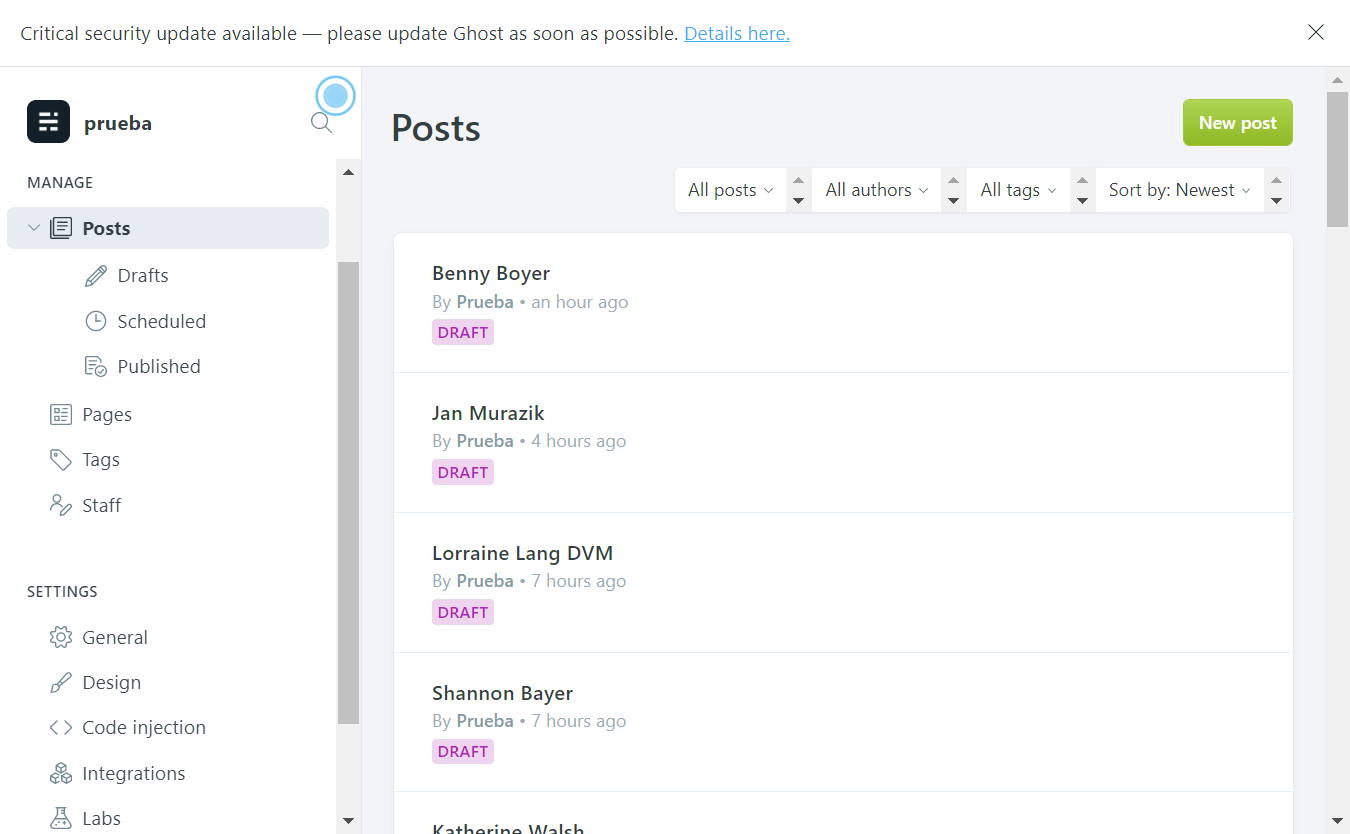 Critical security update available — please update Ghost as soon as possible. Details here.
prueba
MANAGE
Posts
Drafts
Scheduled
Published
Pages
Tags
Staff
SETTINGS
General
Design
Code injection
Integrations
Labs
Posts
New post
All posts
All authors
All tags
Sort by: Newest
Benny Boyer
By Prueba • an hour ago
DRAFT
Jan Murazik
By Prueba • 4 hours ago
DRAFT
Lorraine Lang DVM
By Prueba • 7 hours ago
DRAFT
Shannon Bayer
By Prueba • 7 hours ago
DRAFT
Katherine Walsh